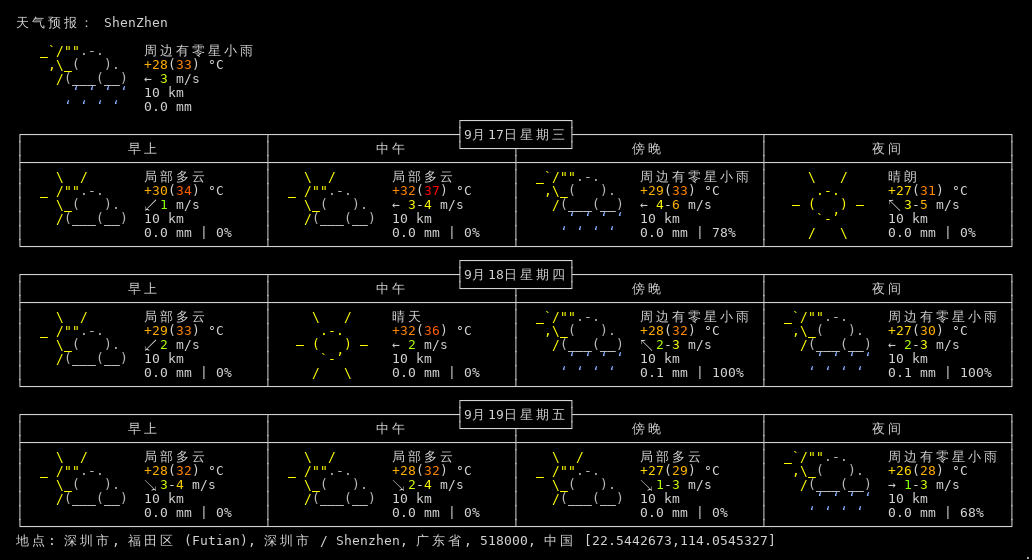 天气预报： ShenZhen
周边有零星小雨
+28(33) °C
← 3 m/s
10 km
0.0 mm
9月17日星期三
早上 中午 傍晚 夜间
局部多云 局部多云 周边有零星小雨 晴朗
+30(34) °C +32(37) °C +29(33) °C +27(31) °C
↙ 1 m/s ← 3-4 m/s ← 4-6 m/s ↖ 3-5 m/s
10 km 10 km 10 km 10 km
0.0 mm | 0% 0.0 mm | 0% 0.0 mm | 78% 0.0 mm | 0%
9月18日星期四
早上 中午 傍晚 夜间
局部多云 晴天 周边有零星小雨 周边有零星小雨
+29(33) °C +32(36) °C +28(32) °C +27(30) °C
↙ 2 m/s ← 2 m/s ↖ 2-3 m/s ← 2-3 m/s
10 km 10 km 10 km 10 km
0.0 mm | 0% 0.0 mm | 0% 0.1 mm | 100% 0.1 mm | 100%
9月19日星期五
早上 中午 傍晚 夜间
局部多云 局部多云 局部多云 周边有零星小雨
+28(32) °C +28(32) °C +27(29) °C +26(28) °C
↘ 3-4 m/s ↘ 2-4 m/s ↘ 1-3 m/s → 1-3 m/s
10 km 10 km 10 km 10 km
0.0 mm | 0% 0.0 mm | 0% 0.0 mm | 0% 0.0 mm | 68%
地点: 深圳市, 福田区 (Futian), 深圳市 / Shenzhen, 广东省, 518000, 中国 [22.5442673,114.0545327]